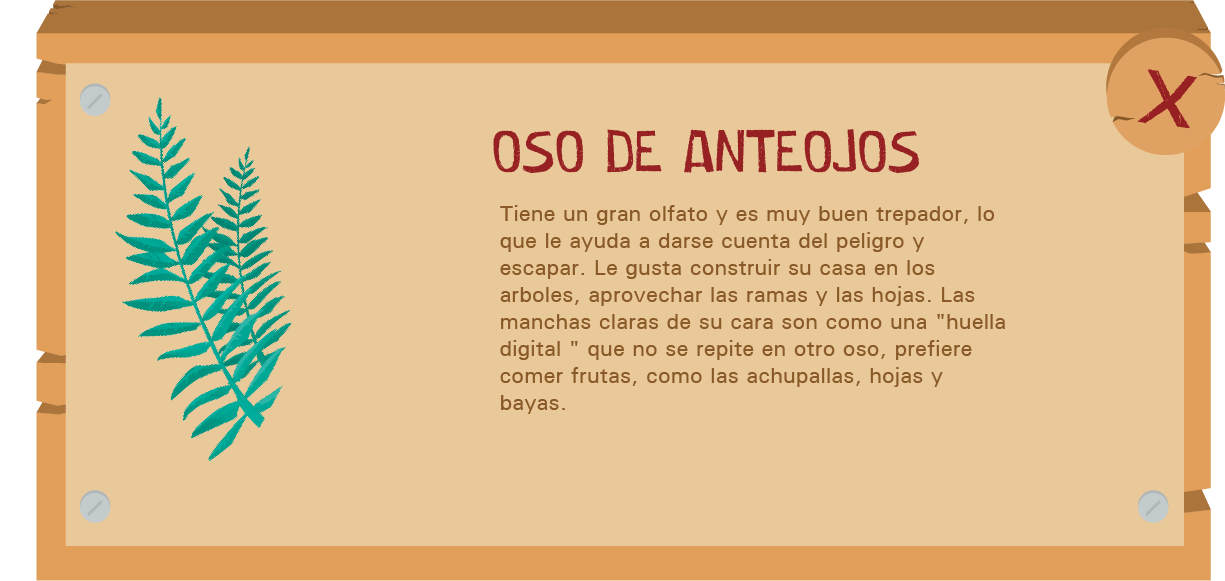 X
OSO DE ANTEOJOS
Tiene un gran olfato y es muy buen trepador, lo
que le ayuda a darse cuenta del peligro y
escapar. Le gusta construir su casa en los
arboles, aprovechar las ramas y las hojas. Las
manchas claras de su cara son como una "huella
digital " que no se repite en otro oso, prefiere
comer frutas, como las achupallas, hojas y
bayas.